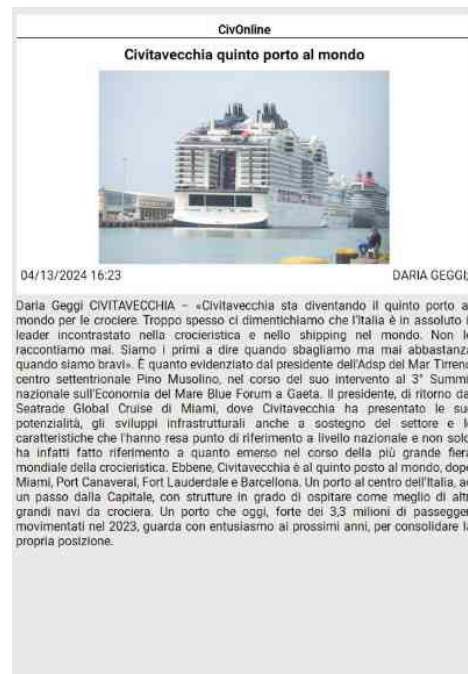 CivOnline
Civitavecchia quinto porto al mondo
04/13/2024 16:23 DARIA GEGGI;
Daria Geggi CIVITAVECCHIA – «Civitavecchia sta diventando il quinto porto a
mondo per le crociere. Troppo spesso ci dimentichiamo che l'Italia è in assoluto i
leader incontrastato nella crocieristica e nello shipping nel mondo. Non l
raccontiamo mai. Siamo i primi a dire quando sbagliamo ma mai abbastanza
quando siamo bravi». È quanto evidenziato dal presidente dell'Adsp del Mar Tirreno
centro settentrionale Pino Musolino, nel corso del suo intervento al 3° Summi
nazionale sull'Economia del Mare Blue Forum a Gaeta. Il presidente, di ritorno da
Seatrade Global Cruise di Miami, dove Civitavecchia ha presentato le su
potenzialità, gli sviluppi infrastrutturali anche a sostegno del settore e l
caratteristiche che l'hanno resa punto di riferimento a livello nazionale e non solo
ha infatti fatto riferimento a quanto emerso nel corso della più grande fiera
mondiale della crocieristica. Ebbene, Civitavecchia è al quinto posto al mondo, dopo
Miami, Port Canaveral, Fort Lauderdale e Barcellona. Un porto al centro dell'Italia, ad
un passo dalla Capitale, con strutture in grado di ospitare come meglio di altr
grandi navi da crociera. Un porto che oggi, forte dei 3,3 milioni di passegger
movimentati nel 2023, guarda con entusiasmo ai prossimi anni, per consolidare la
propria posizione.